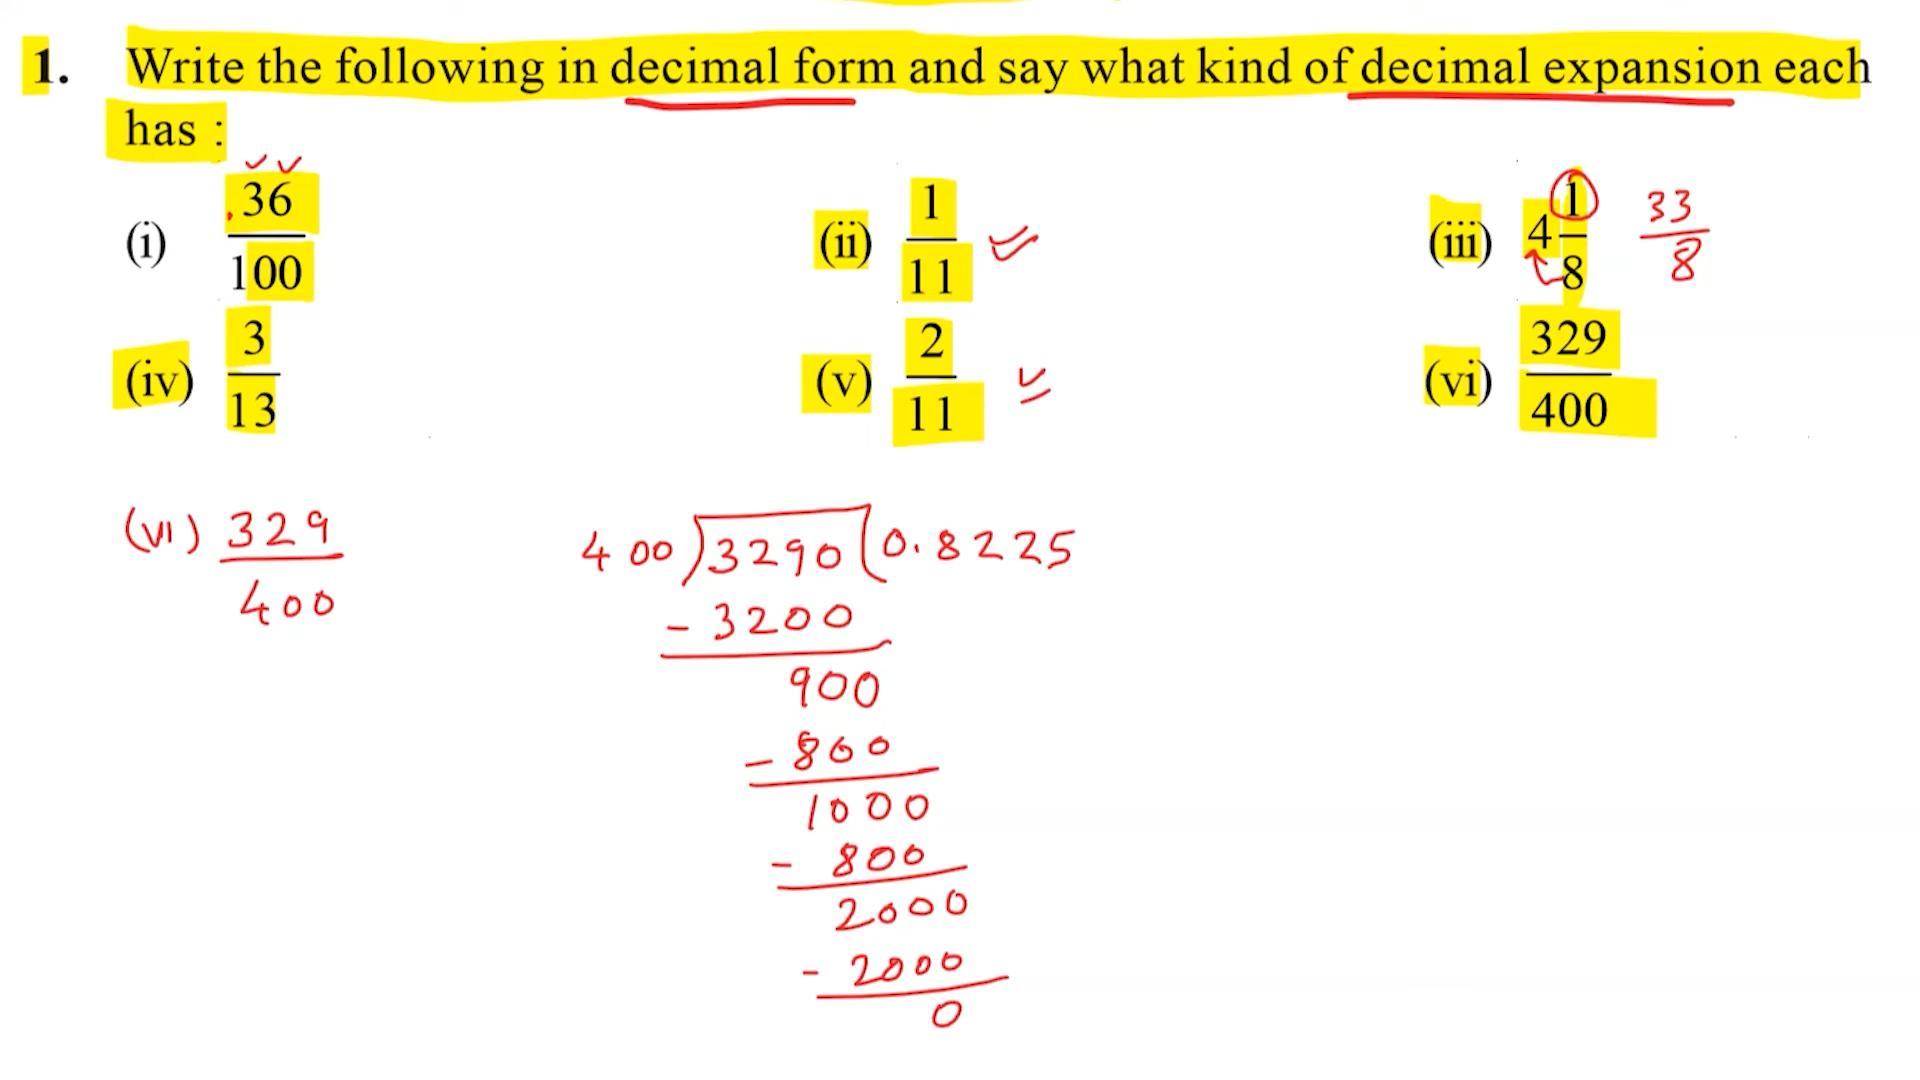 1. Write the following in decimal form and say what kind of decimal expansion each
has :
(i) .36/100 (ii) 1/11 (iii) 4 1/8 33/8
(iv) 3/13 (v) 2/11 (vi) 329/400
(vi) 329/400 400)3290(0.8225
- 3200
900
- 800
1000
- 800
2000
- 2000
0